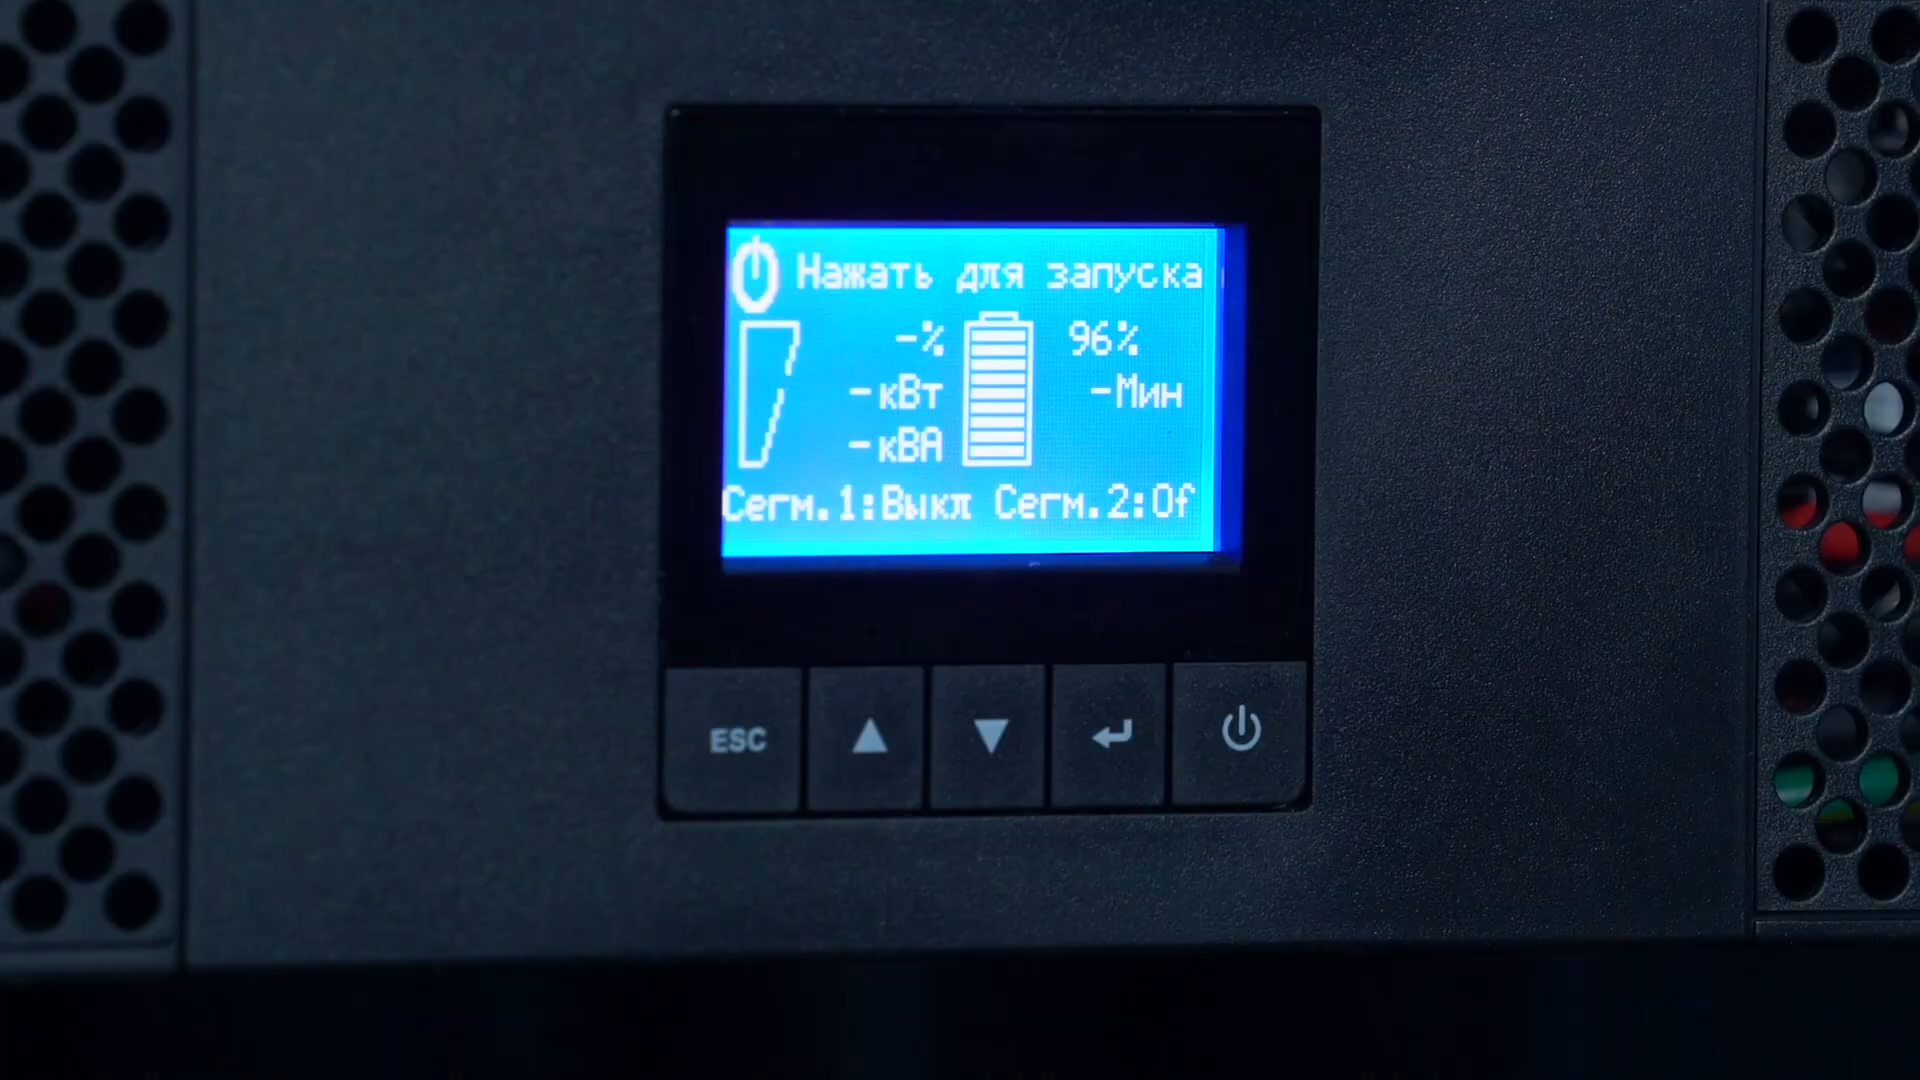 Нажать для запуска
-% 96%
-кВт -Мин
-кВА
Сегм.1:Выкл Сегм.2:Of
ESC